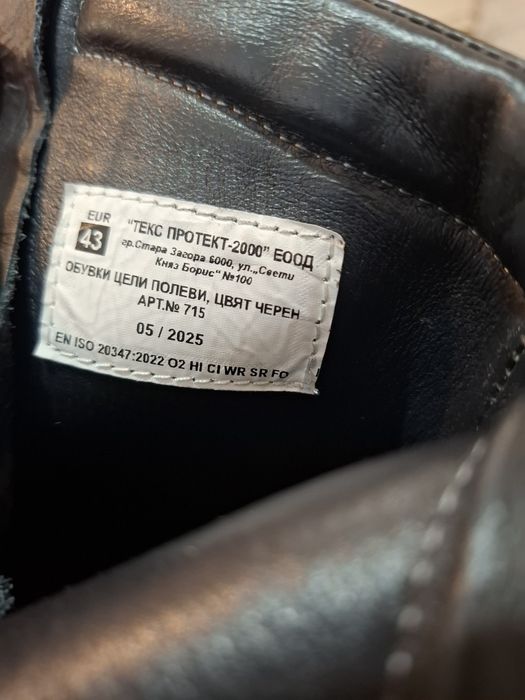 EUR
43
"ТЕКС ПРОТЕКТ-2000" ЕООД
гр.Стара Загора 6000, ул.„Свети
Княз Борис" №100
ОБУВКИ ЦЕЛИ ПОЛЕВИ, ЦВЯТ ЧЕРЕН
АРТ.№ 715
05 / 2025
EN ISO 20347:2022 O2 HI CI WR SR FO